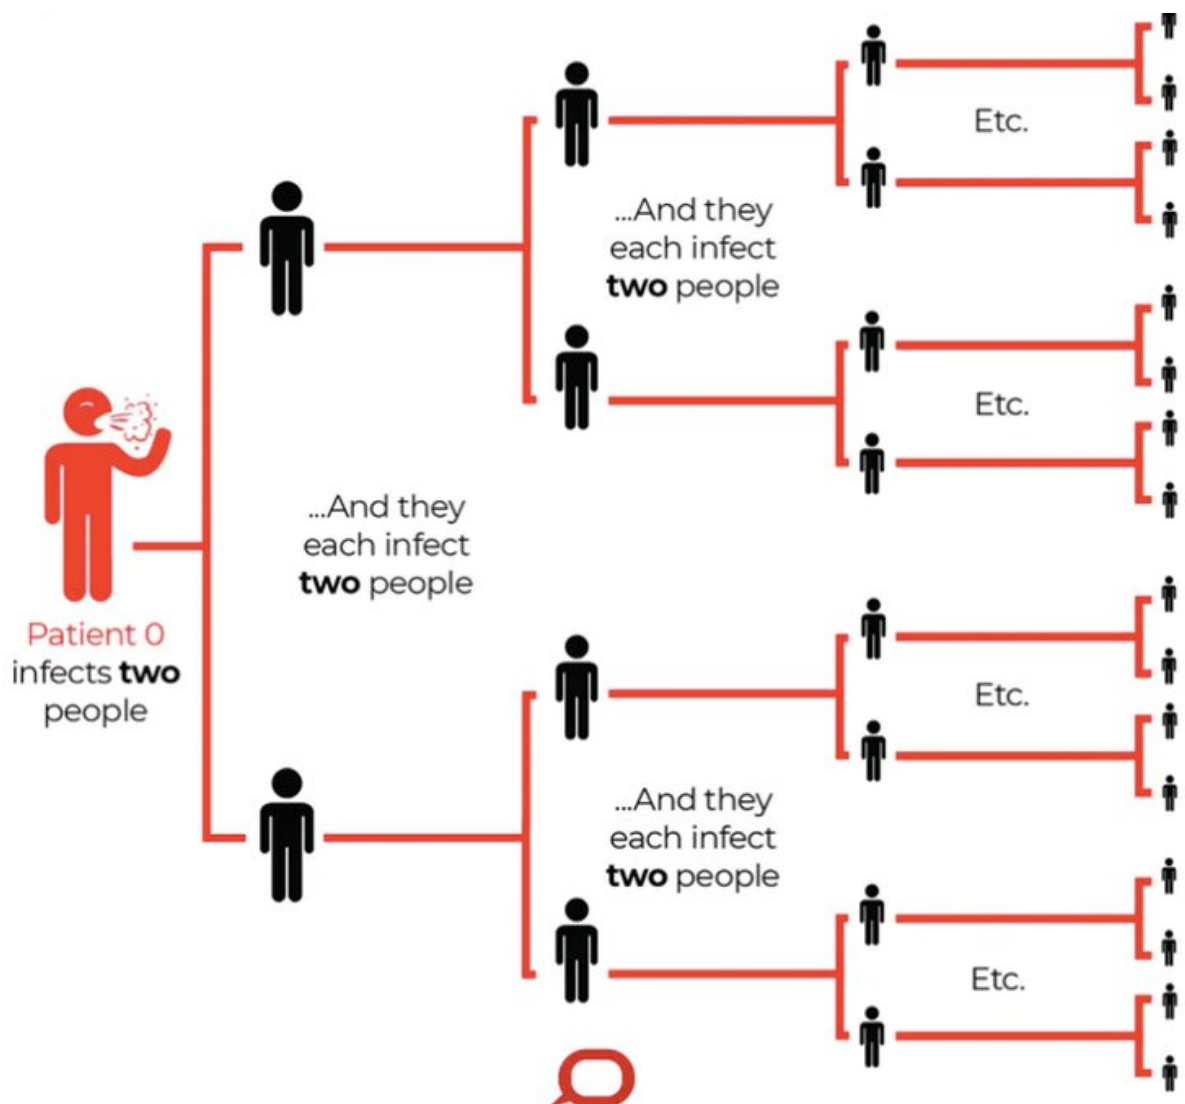 Etc.
...And they
each infect
two people
Etc.
...And they
each infect
two people
Patient 0
infects two
people
Etc.
...And they
each infect
two people
Etc.